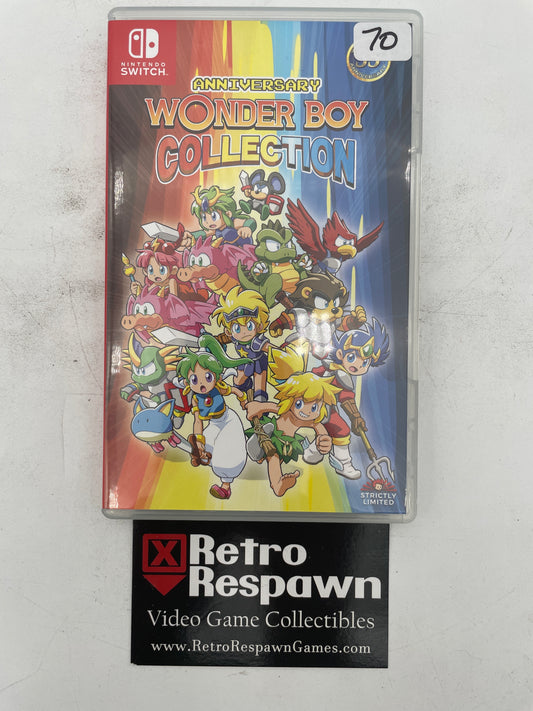 NINTENDO
SWITCH
70
ANNIVERSARY
WONDER BOY
COLLECTION
STRICTLY
LIMITED
Retro
Respawn
Video Game Collectibles
www.RetroRespawnGames.com